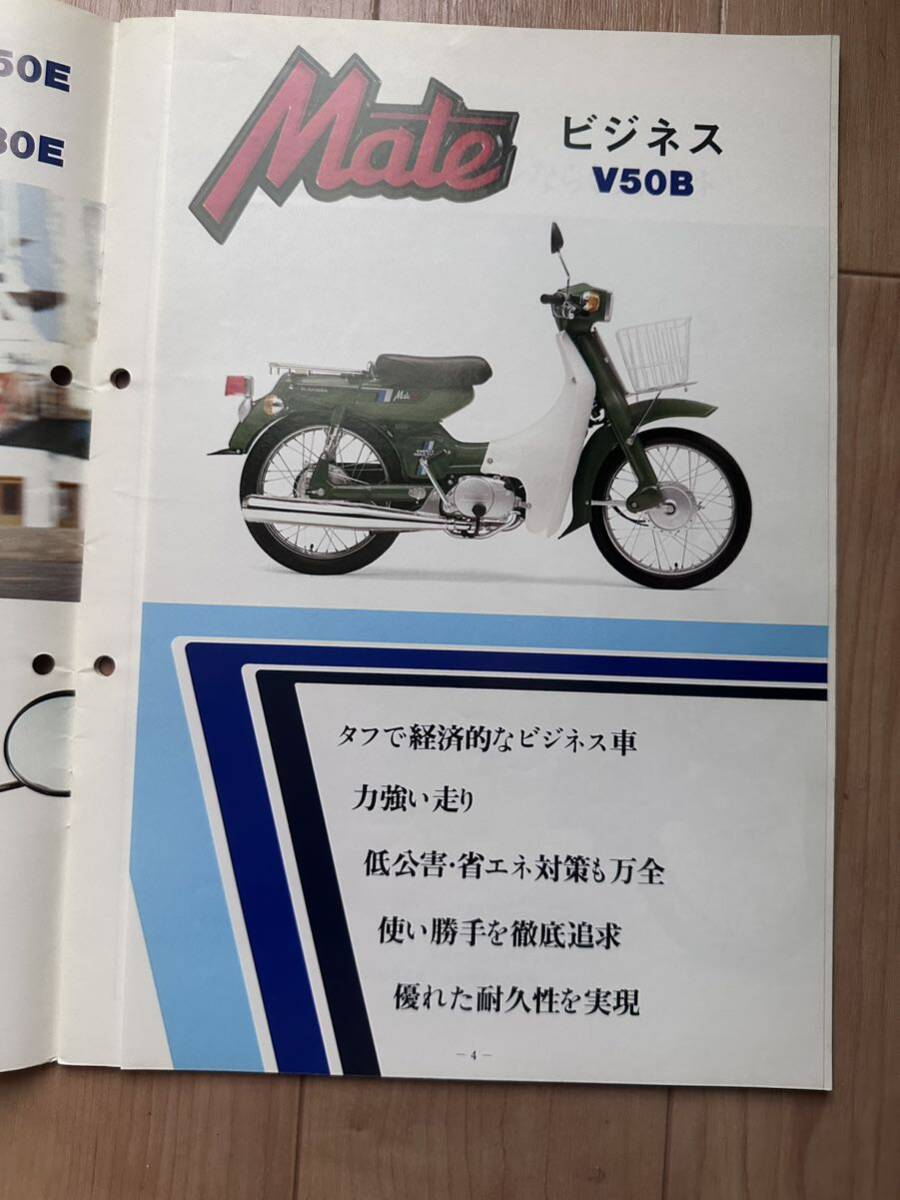 50E
80E
Mate
ビジネス
V50B
Mate
タフで経済的なビジネス車
力強い走り
低公害・省エネ対策も万全
使い勝手を徹底追求
優れた耐久性を実現
— 4 —